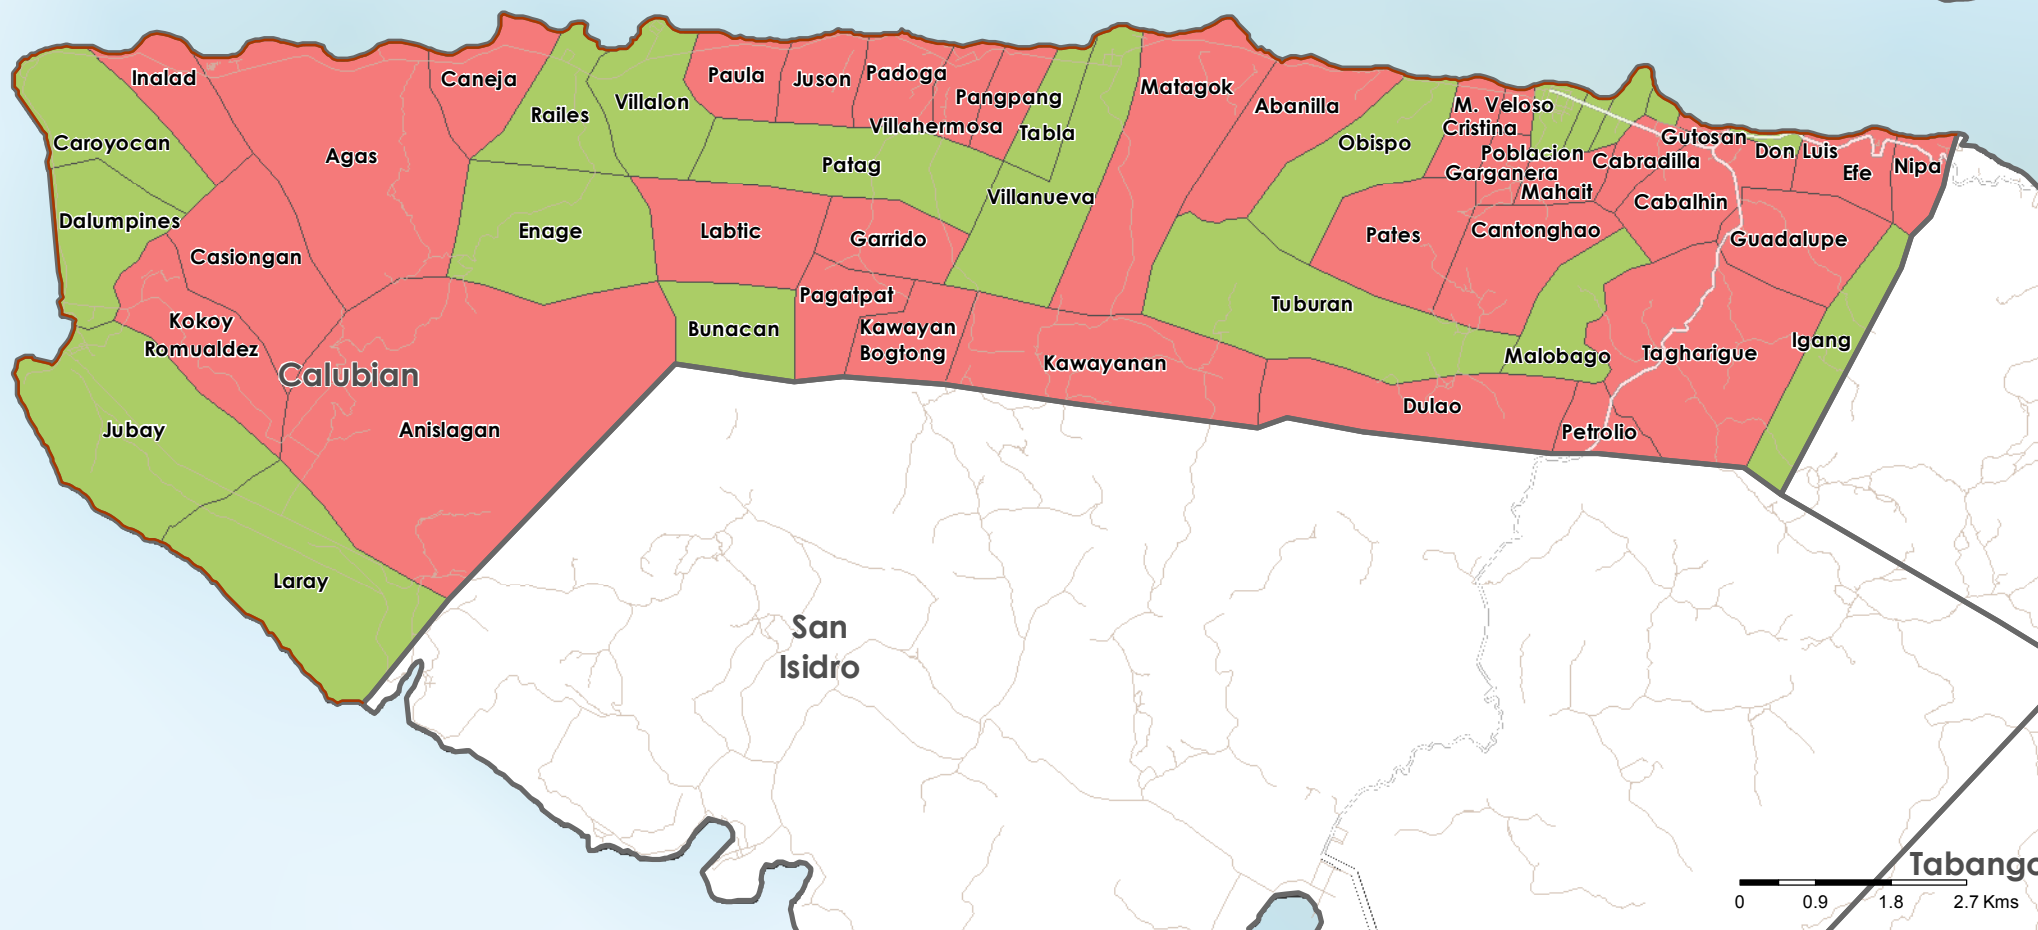 Inalad
Caneja
Paula
Juson
Padoga
Matagok
Pangpang
Villalon
Railes
Abanilla
M. Veloso
Villahermosa
Tabla
Cristina
Gutosan
Caroyocan
Agas
Patag
Obispo
Poblacion
Cabradilla
Don Luis
Efe
Nipa
Garganera
Mahait
Villanueva
Cabalhin
Dalumpines
Enage
Labtic
Garrido
Pates
Cantonghao
Guadalupe
Casiongan
Pagatpat
Tuburan
Kokoy
Romualdez
Bunacan
Kawayan
Bogtong
Kawayanan
Malobago
Tagharigue
Igang
Calubian
Dulao
Jubay
Anislagan
Petrolio
Laray
San
Isidro
Tabango
0 0.9 1.8 2.7 Kms